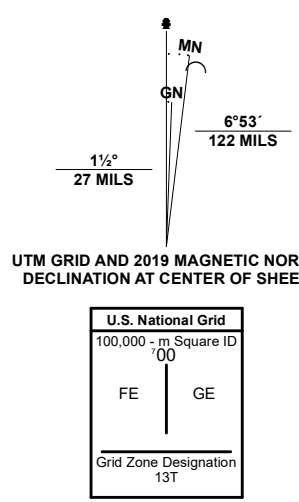 MN
GN
6°53´
122 MILS
1½°
27 MILS
UTM GRID AND 2019 MAGNETIC NOR
DECLINATION AT CENTER OF SHEE
U.S. National Grid
100,000 - m Square ID
⁷00
FE GE
Grid Zone Designation
13T